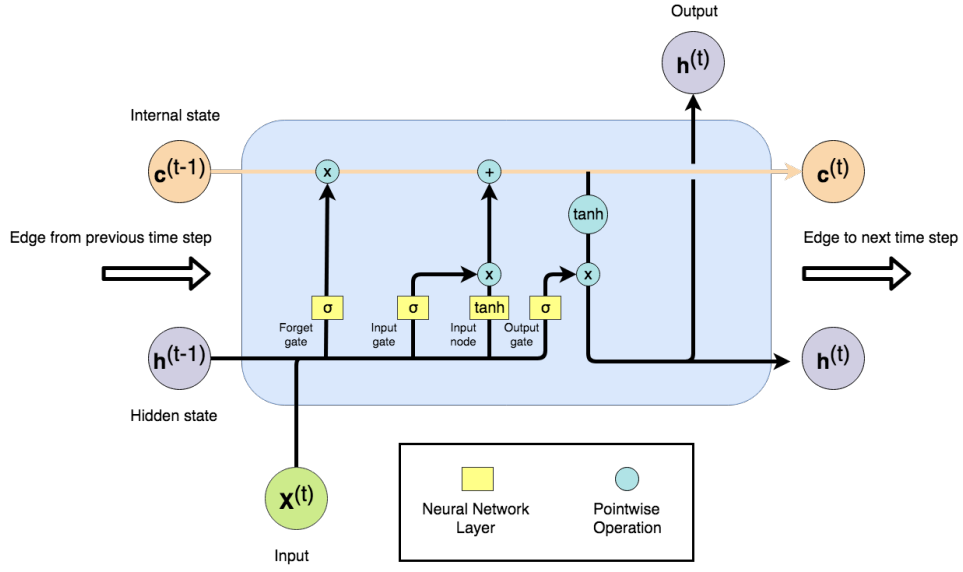 Output
h(t)
Internal state
c(t-1)
x
+
c(t)
tanh
Edge from previous time step
Edge to next time step
x
x
σ
σ
tanh
σ
Forget
gate
Input
gate
Input
node
Output
gate
h(t-1)
h(t)
Hidden state
X(t)
Input
Neural Network
Layer
Pointwise
Operation